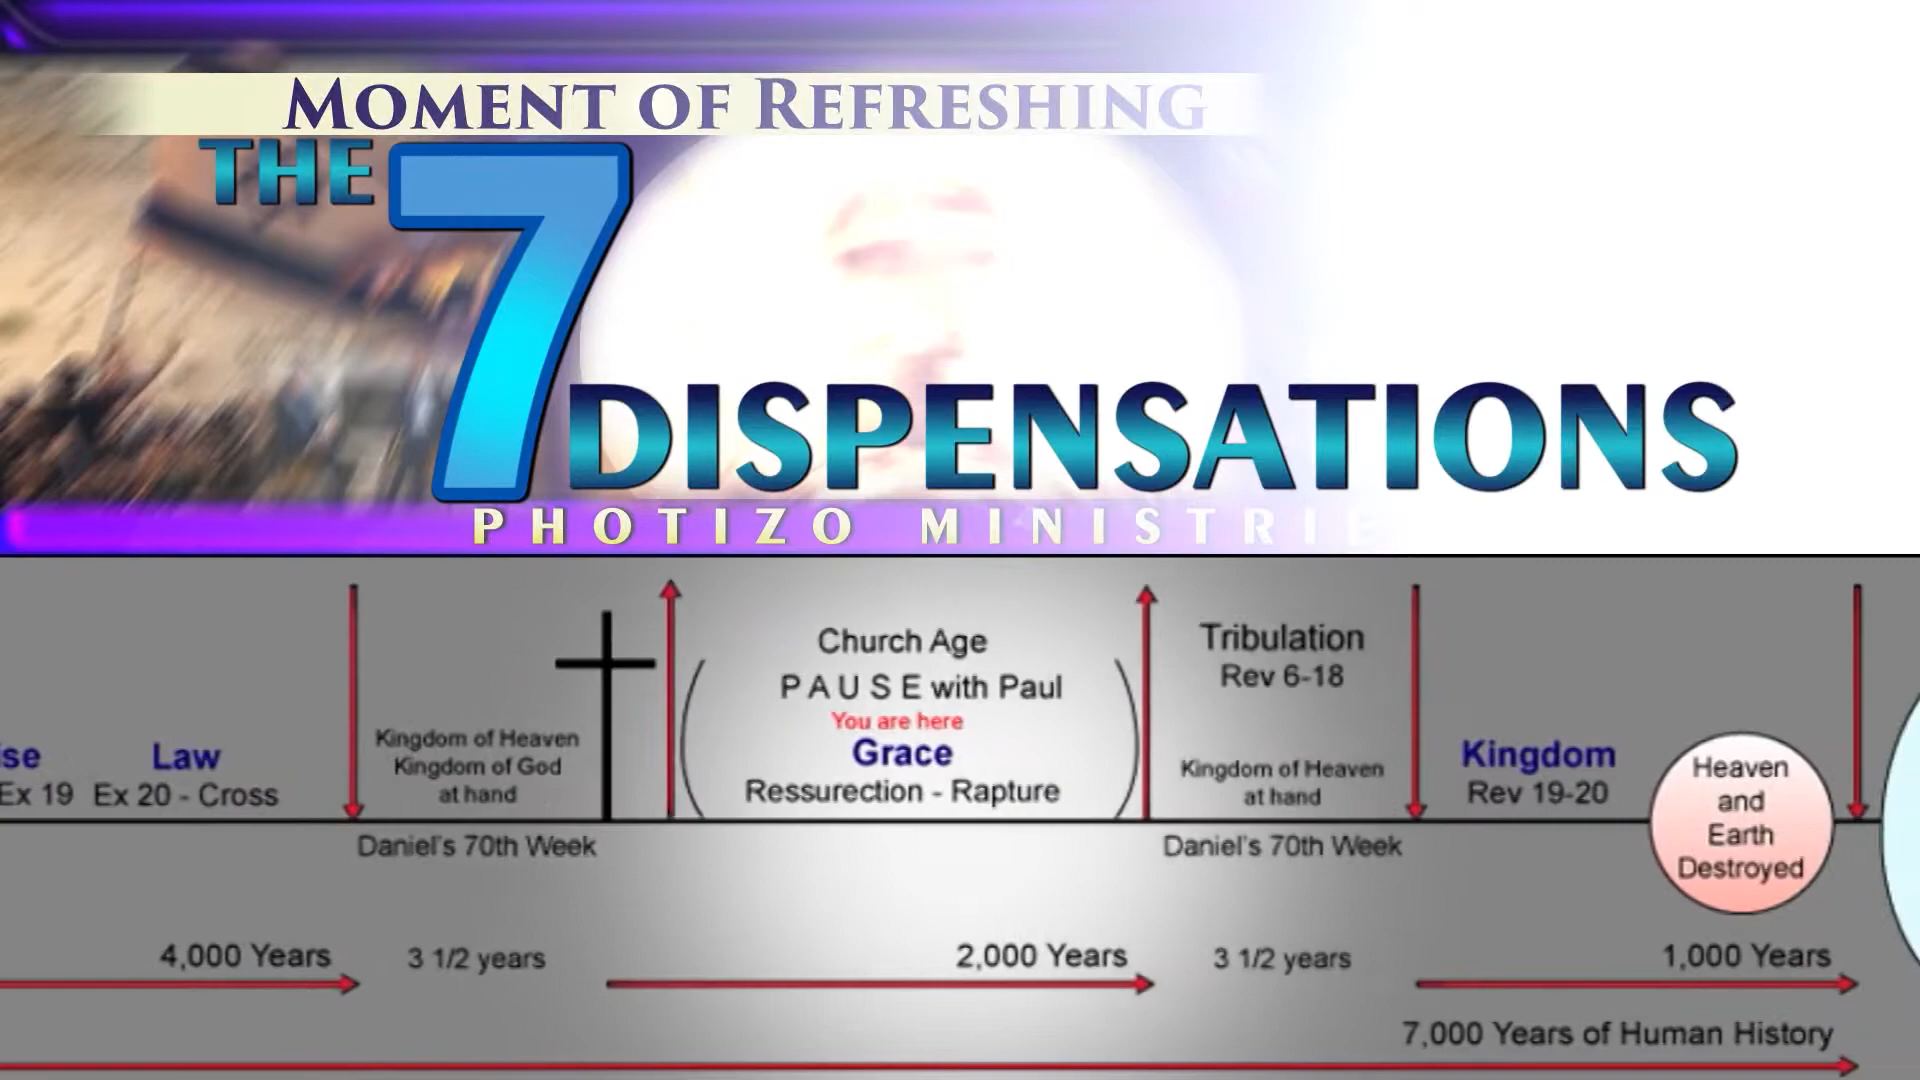 MOMENT OF REFRESHING
THE 7 DISPENSATIONS
PHOTIZO MINISTRIE
Church Age
P A U S E with Paul
You are here
Grace
Ressurection - Rapture
Tribulation
Rev 6-18
Kingdom of Heaven
Kingdom of God
at hand
Kingdom of Heaven
at hand
ise
Ex 19
Law
Ex 20 - Cross
Kingdom
Rev 19-20
Heaven
and
Earth
Destroyed
Daniel's 70th Week
Daniel's 70th Week
4,000 Years
3 1/2 years
2,000 Years
3 1/2 years
1,000 Years
7,000 Years of Human History